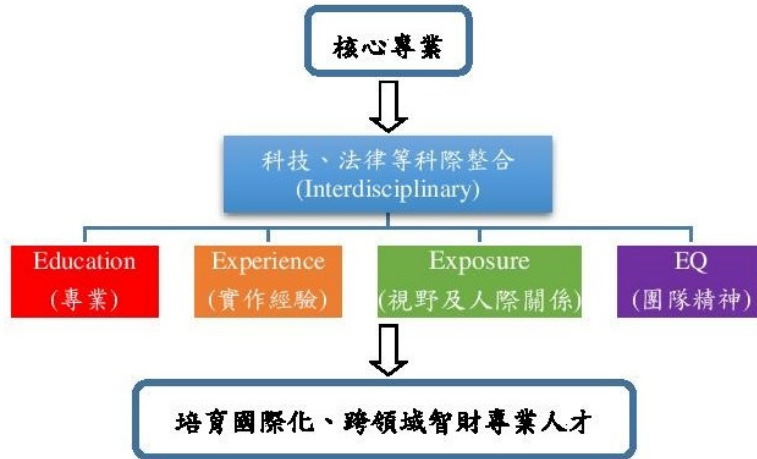 核心專業
科技、法律等科際整合
(Interdisciplinary)
Education
(專業)
Experience
(實作經驗)
Exposure
(視野及人際關係)
EQ
(團隊精神)
培育國際化、跨領域智財專業人才